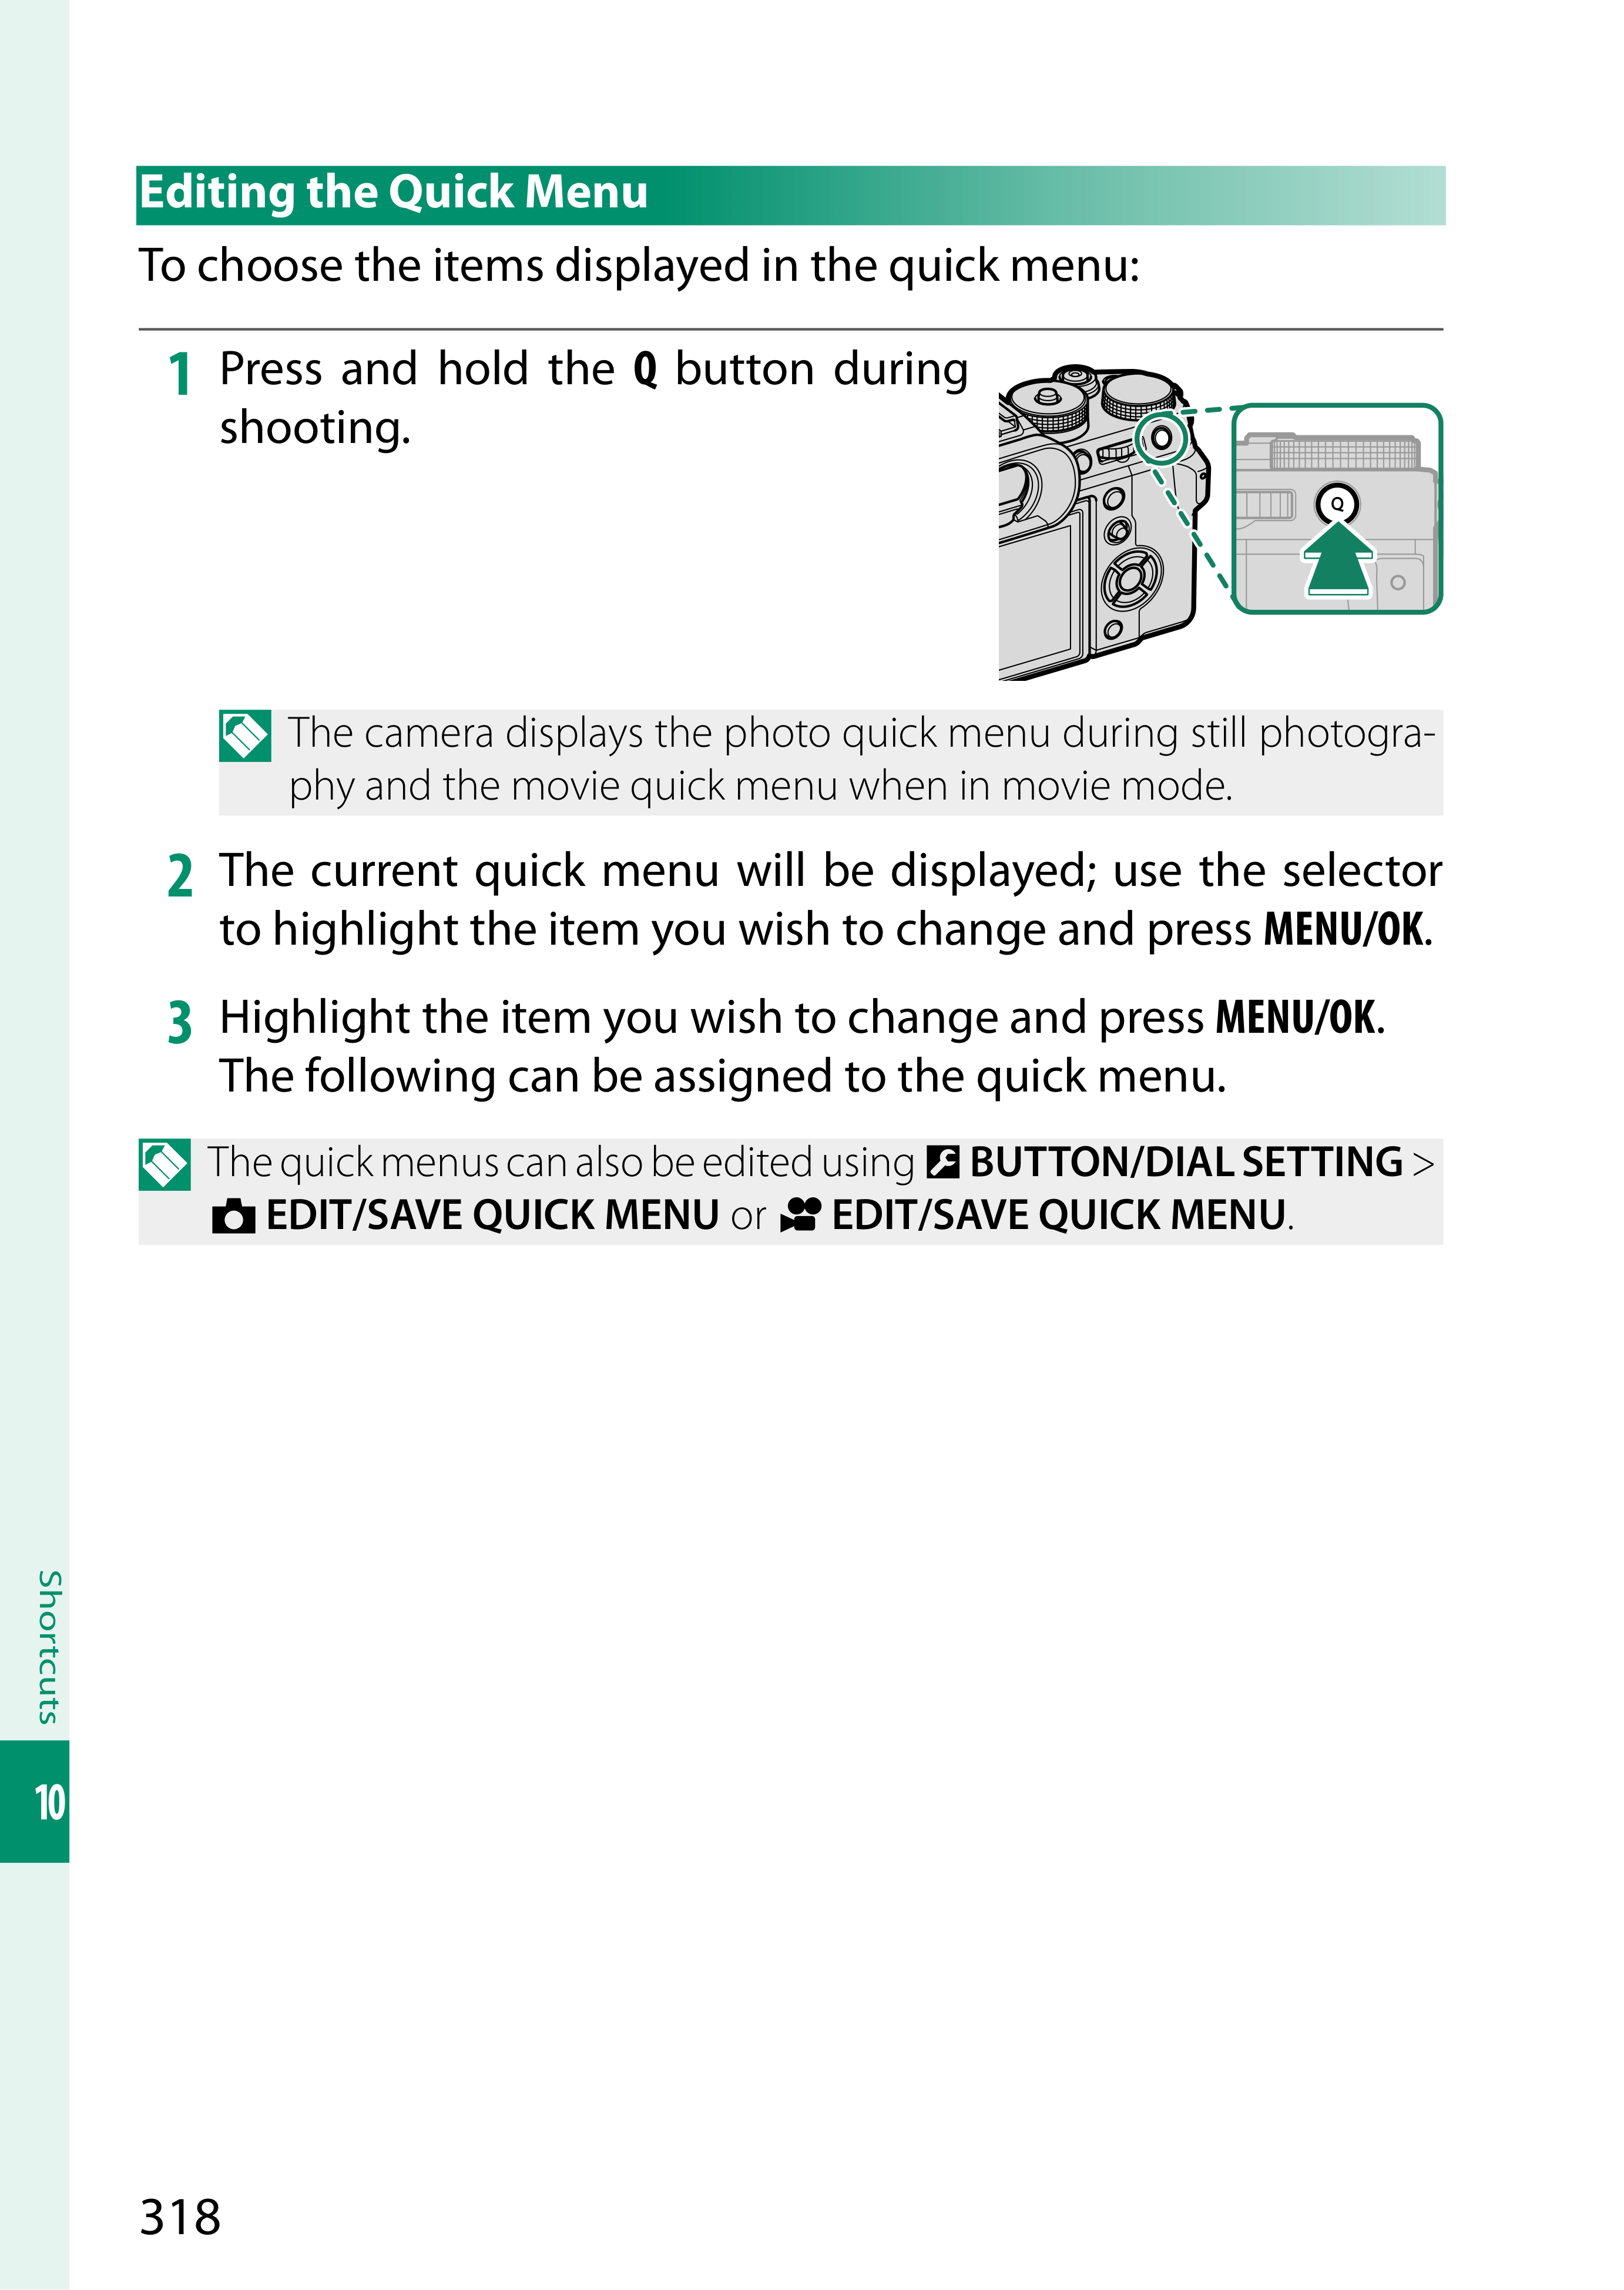 Editing the Quick Menu
To choose the items displayed in the quick menu:
1 Press and hold the Q button during
shooting.
Q
The camera displays the photo quick menu during still photogra-
phy and the movie quick menu when in movie mode.
2 The current quick menu will be displayed; use the selector
to highlight the item you wish to change and press MENU/OK.
3 Highlight the item you wish to change and press MENU/OK.
The following can be assigned to the quick menu.
The quick menus can also be edited using BUTTON/DIAL SETTING >
EDIT/SAVE QUICK MENU or EDIT/SAVE QUICK MENU.
Shortcuts
10
318